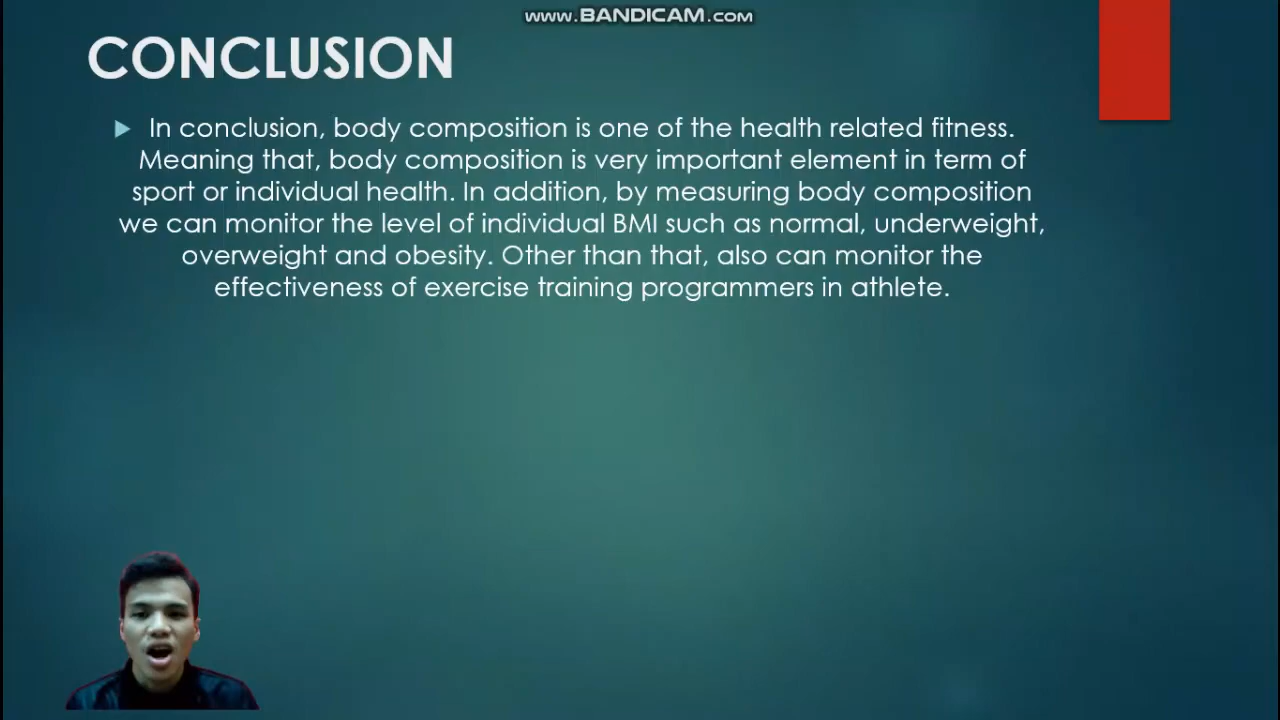 www.BANDICAM.com
CONCLUSION
In conclusion, body composition is one of the health related fitness.
Meaning that, body composition is very important element in term of
sport or individual health. In addition, by measuring body composition
we can monitor the level of individual BMI such as normal, underweight,
overweight and obesity. Other than that, also can monitor the
effectiveness of exercise training programmers in athlete.